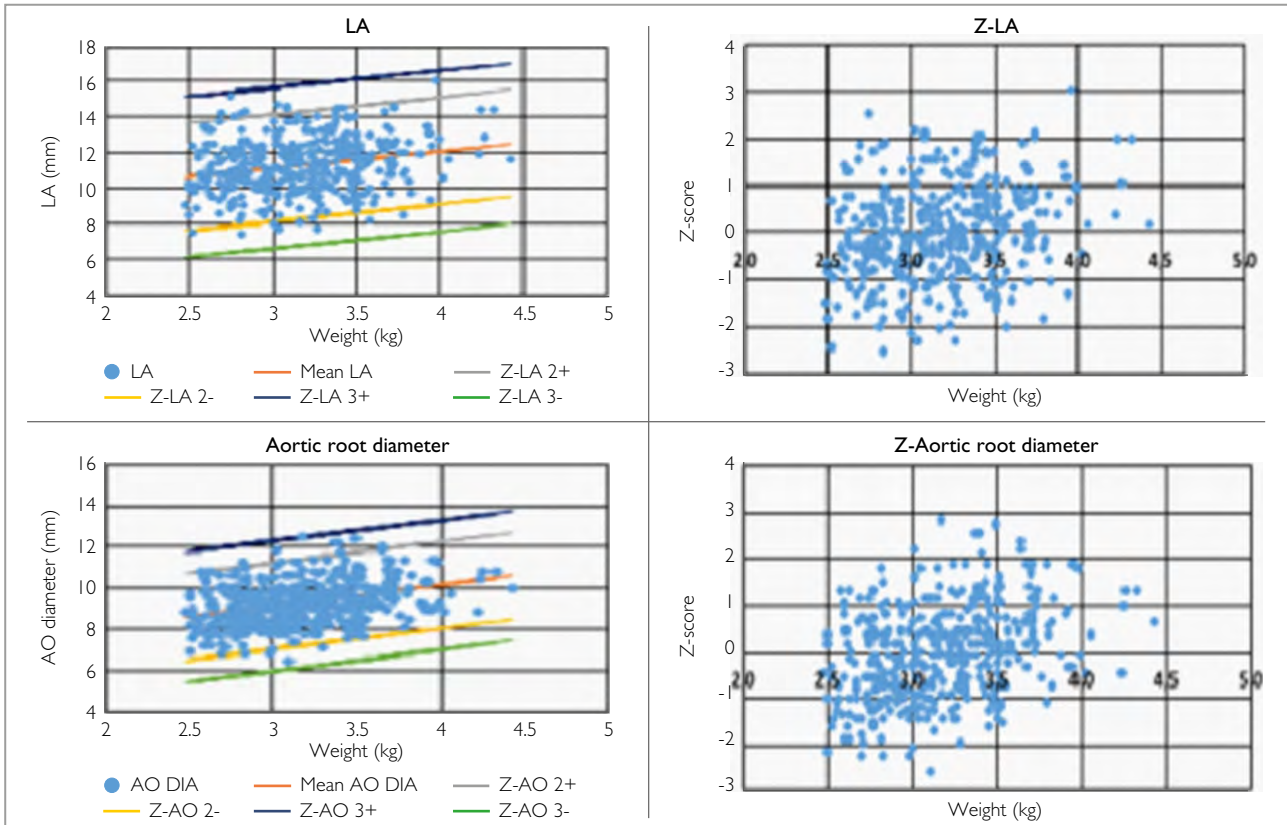 LA
18
16
14
12
10
8
6
4
LA (mm)
2 2.5 3 3.5 4 4.5 5
Weight (kg)
LA Mean LA Z-LA 2+
Z-LA 2- Z-LA 3+ Z-LA 3-
Z-LA
4
3
2
1
0
-1
-2
-3
Z-score
2.0 2.5 3.0 3.5 4.0 4.5 5.0
Weight (kg)
Aortic root diameter
16
14
12
10
8
6
4
AO diameter (mm)
2 2.5 3 3.5 4 4.5 5
Weight (kg)
AO DIA Mean AO DIA Z-AO 2+
Z-AO 2- Z-AO 3+ Z-AO 3-
Z-Aortic root diameter
4
3
2
1
0
-1
-2
-3
Z-score
2.0 2.5 3.0 3.5 4.0 4.5 5.0
Weight (kg)